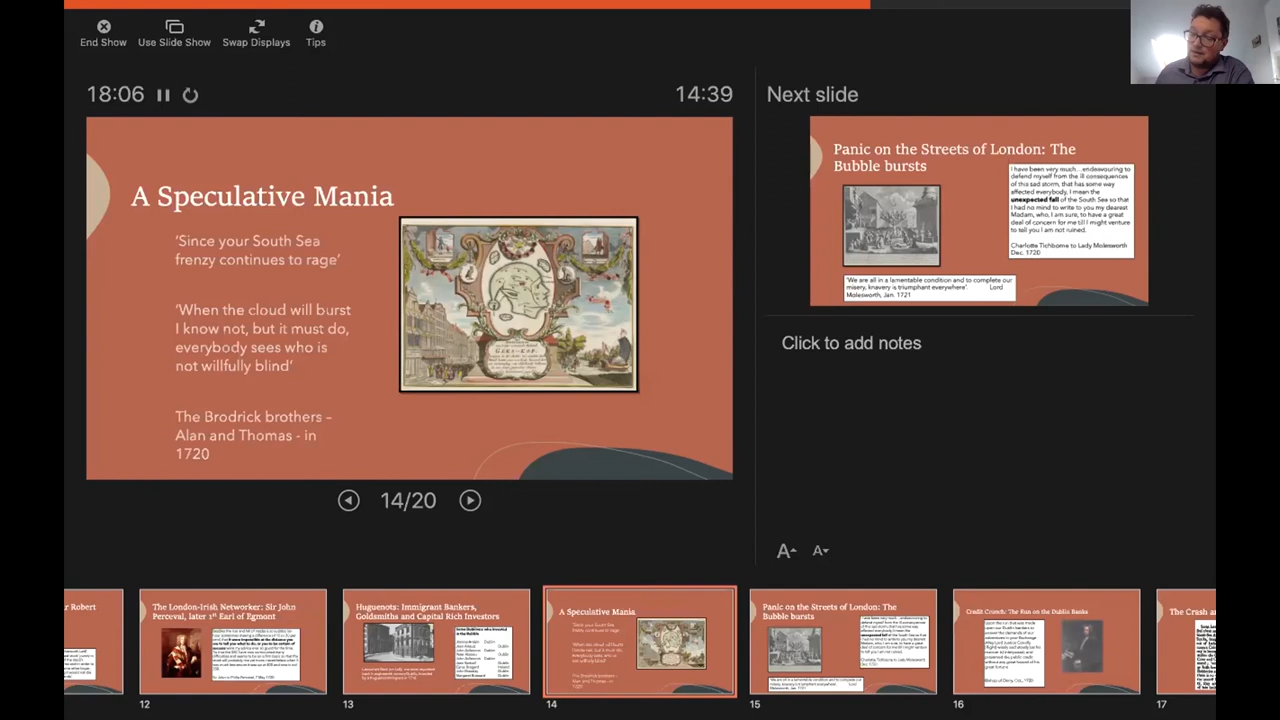 End Show
Use Slide Show
Swap Displays
Tips
18:06
14:39
Next slide
A Speculative Mania
‘Since your South Sea
frenzy continues to rage’
‘When the cloud will burst
I know not, but it must do,
everybody sees who is
not willfully blind’
The Brodrick brothers –
Alan and Thomas - in
1720
GEKS-KOP
Panic on the Streets of London: The
Bubble bursts
I have been very much... endeavouring to
defend myself from the ill consequences
of this sad storm, that has some way
affected everybody, I mean the
unexpected fall of the South Sea so that
I had no mind to write to you my dearest
Madam, who, I am sure, to have a great
deal of concern for me till I might venture
to tell you I am not ruined.
Charlotte Tichborne to Lady Molesworth
Dec. 1720
'We are all in a lamentable condition and to complete our
misery, knavery is triumphant everywhere'. Lord
Molesworth, Jan. 1721
Click to add notes
14/20
A
A
r Robert
The London-Irish Networker: Sir John
Perceval, later 1st Earl of Egmont
Huguenots: Immigrant Bankers,
Goldsmiths and Capital Rich Investors
A Speculative Mania
Panic on the Streets of London: The
Bubble bursts
Credit Crunch: The Run on the Dublin Banks
The Crash a
12
13
14
15
16
17